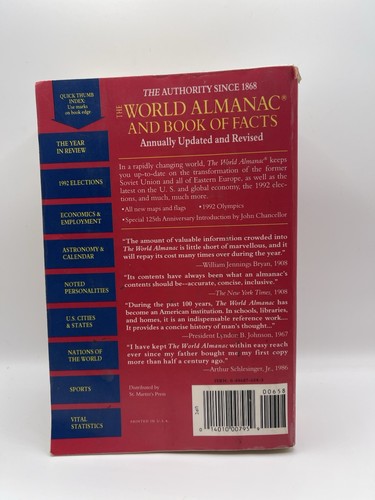 QUICK THUMB
INDEX:
Use marks
on book edge
THE YEAR
IN REVIEW
1992 ELECTIONS
ECONOMICS &
EMPLOYMENT
ASTRONOMY &
CALENDAR
NOTED
PERSONALITIES
U.S. CITIES
& STATES
NATIONS OF
THE WORLD
SPORTS
VITAL
STATISTICS
THE AUTHORITY SINCE 1868
THE WORLD ALMANAC®
AND BOOK OF FACTS
Annually Updated and Revised
In a rapidly changing world, The World Almanac® keeps
you up-to-date on the transformation of the former
Soviet Union and all of Eastern Europe, as well as the
latest on the U. S. and global economy, the 1992 elec-
tions, and much, much more.
• All new maps and flags • 1992 Olympics
• Special 125th Anniversary Introduction by John Chancellor
"The amount of valuable information crowded into
The World Almanac is little short of marvellous, and it
will repay its cost many times over during the year."
—William Jennings Bryan, 1908
"Its contents have always been what an almanac's
contents should be—accurate, concise, inclusive."
—The New York Times, 1908
"During the past 100 years, The World Almanac has
become an American institution. In schools, libraries,
and homes, it is an indispensable reference work...
It provides a concise history of man's thought..."
—President Lyndon B. Johnson, 1967
"I have kept The World Almanac within easy reach
ever since my father bought me my first copy
more than half a century ago."
—Arthur Schlesinger, Jr., 1986
Distributed by
St. Martin's Press
PRINTED IN U.S.A.
00658
0 14010 00795